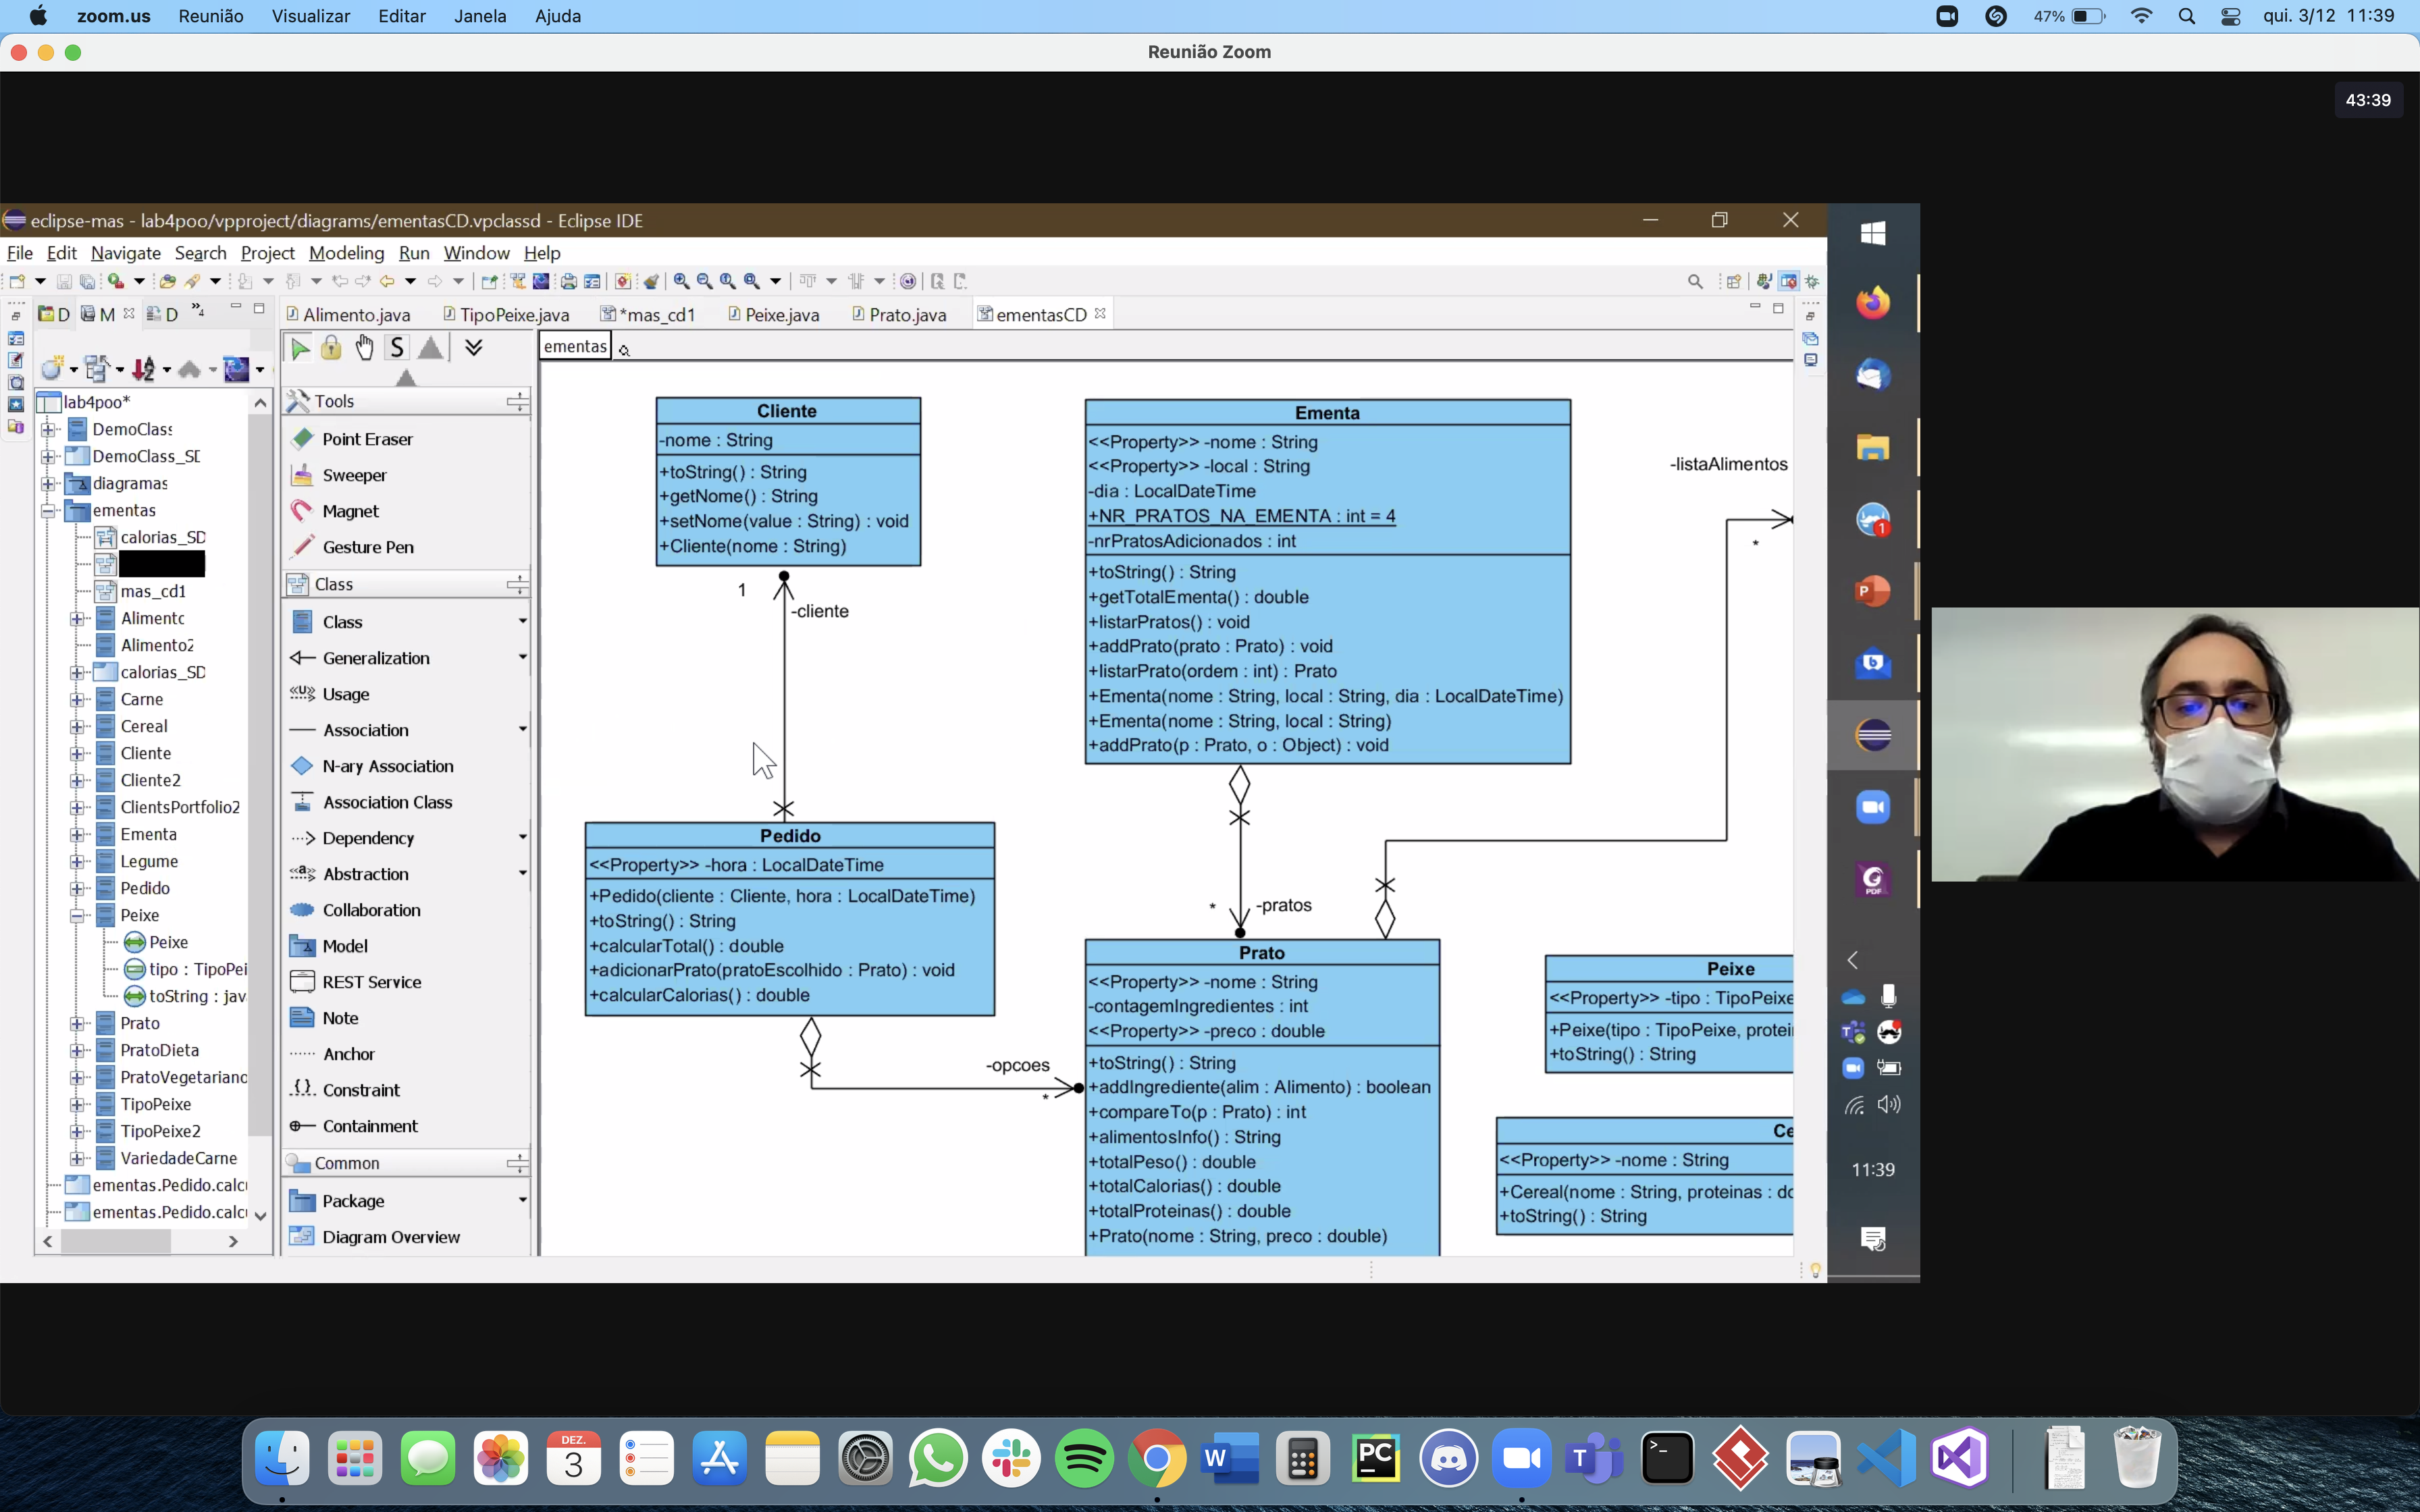 zoom.us Reunião Visualizar Editar Janela Ajuda 47% qui. 3/12 11:39
Reunião Zoom
43:39
eclipse-mas - lab4poo/vpproject/diagrams/ementasCD.vpclassd - Eclipse IDE
File Edit Navigate Search Project Modeling Run Window Help
D M D »4
Alimento.java TipoPeixe.java *mas_cd1 Peixe.java Prato.java ementasCD
S
ementas
lab4poo*
DemoClass
DemoClass_SD
diagramas
ementas
calorias_SD
mas_cd1
Alimento
Alimento2
calorias_SD
Carne
Cereal
Cliente
Cliente2
ClientsPortfolio2
Ementa
Legume
Pedido
Peixe
Peixe
tipo : TipoPei
toString : jav
Prato
PratoDieta
PratoVegetariano
TipoPeixe
TipoPeixe2
VariedadeCarne
ementas.Pedido.calcu
ementas.Pedido.calcu
Tools
Point Eraser
Sweeper
Magnet
Gesture Pen
Class
Class
Generalization
«U» Usage
Association
N-ary Association
Association Class
Dependency
«a» Abstraction
Collaboration
Model
REST Service
Note
Anchor
{} Constraint
Containment
Common
Package
Diagram Overview
Cliente
-nome : String
+toString() : String
+getNome() : String
+setNome(value : String) : void
+Cliente(nome : String)
1
-cliente
Pedido
<<Property>> -hora : LocalDateTime
+Pedido(cliente : Cliente, hora : LocalDateTime)
+toString() : String
+calcularTotal() : double
+adicionarPrato(pratoEscolhido : Prato) : void
+calcularCalorias() : double
-opcoes
*
Ementa
<<Property>> -nome : String
<<Property>> -local : String
-dia : LocalDateTime
+NR_PRATOS_NA_EMENTA : int = 4
-nrPratosAdicionados : int
+toString() : String
+getTotalEmenta() : double
+listarPratos() : void
+addPrato(prato : Prato) : void
+listarPrato(ordem : int) : Prato
+Ementa(nome : String, local : String, dia : LocalDateTime)
+Ementa(nome : String, local : String)
+addPrato(p : Prato, o : Object) : void
* -pratos
Prato
<<Property>> -nome : String
-contagemIngredientes : int
<<Property>> -preco : double
+toString() : String
+addIngrediente(alim : Alimento) : boolean
+compareTo(p : Prato) : int
+alimentosInfo() : String
+totalPeso() : double
+totalCalorias() : double
+totalProteinas() : double
+Prato(nome : String, preco : double)
-listaAlimentos
*
Peixe
<<Property>> -tipo : TipoPeixe
+Peixe(tipo : TipoPeixe, protei
+toString() : String
Ce
<<Property>> -nome : String
+Cereal(nome : String, proteinas : do
+toString() : String
1
P
b
PDF
11:39
DEZ.
3
W
PC
T
>_